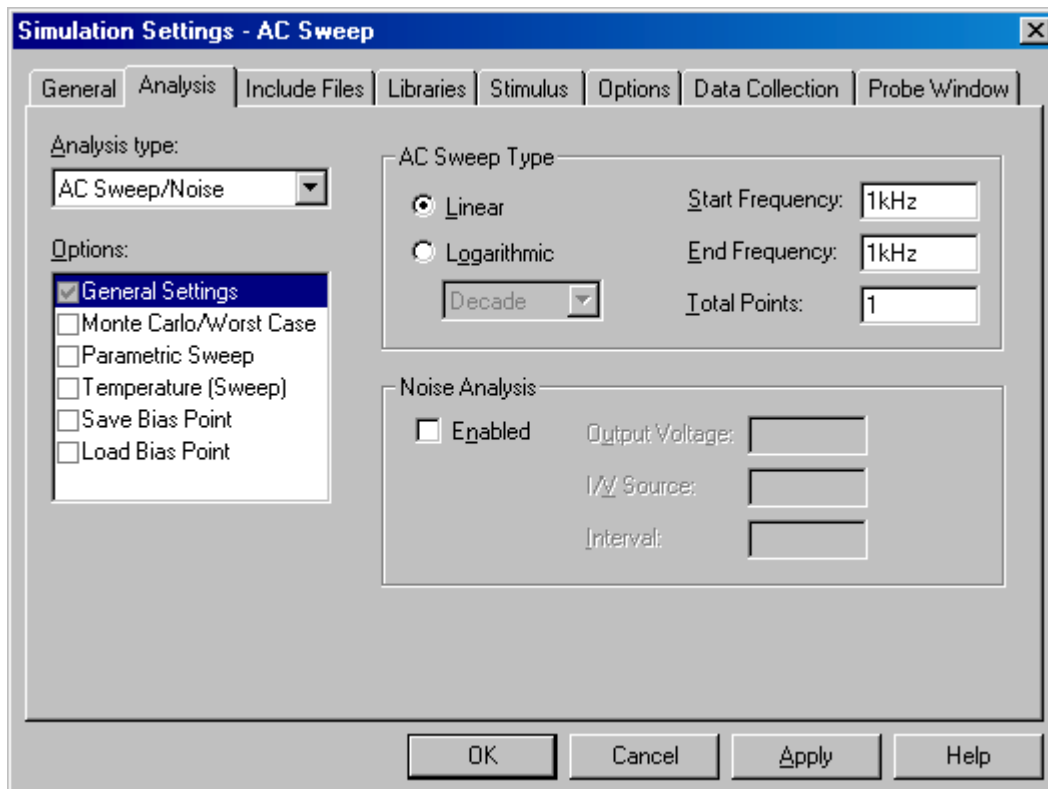 Simulation Settings - AC Sweep
General Analysis Include Files Libraries Stimulus Options Data Collection Probe Window
Analysis type:
AC Sweep/Noise
Options:
General Settings
Monte Carlo/Worst Case
Parametric Sweep
Temperature (Sweep)
Save Bias Point
Load Bias Point
AC Sweep Type
Linear
Logarithmic
Decade
Start Frequency: 1kHz
End Frequency: 1kHz
Total Points: 1
Noise Analysis
Enabled
Output Voltage:
I/V Source:
Interval:
OK Cancel Apply Help